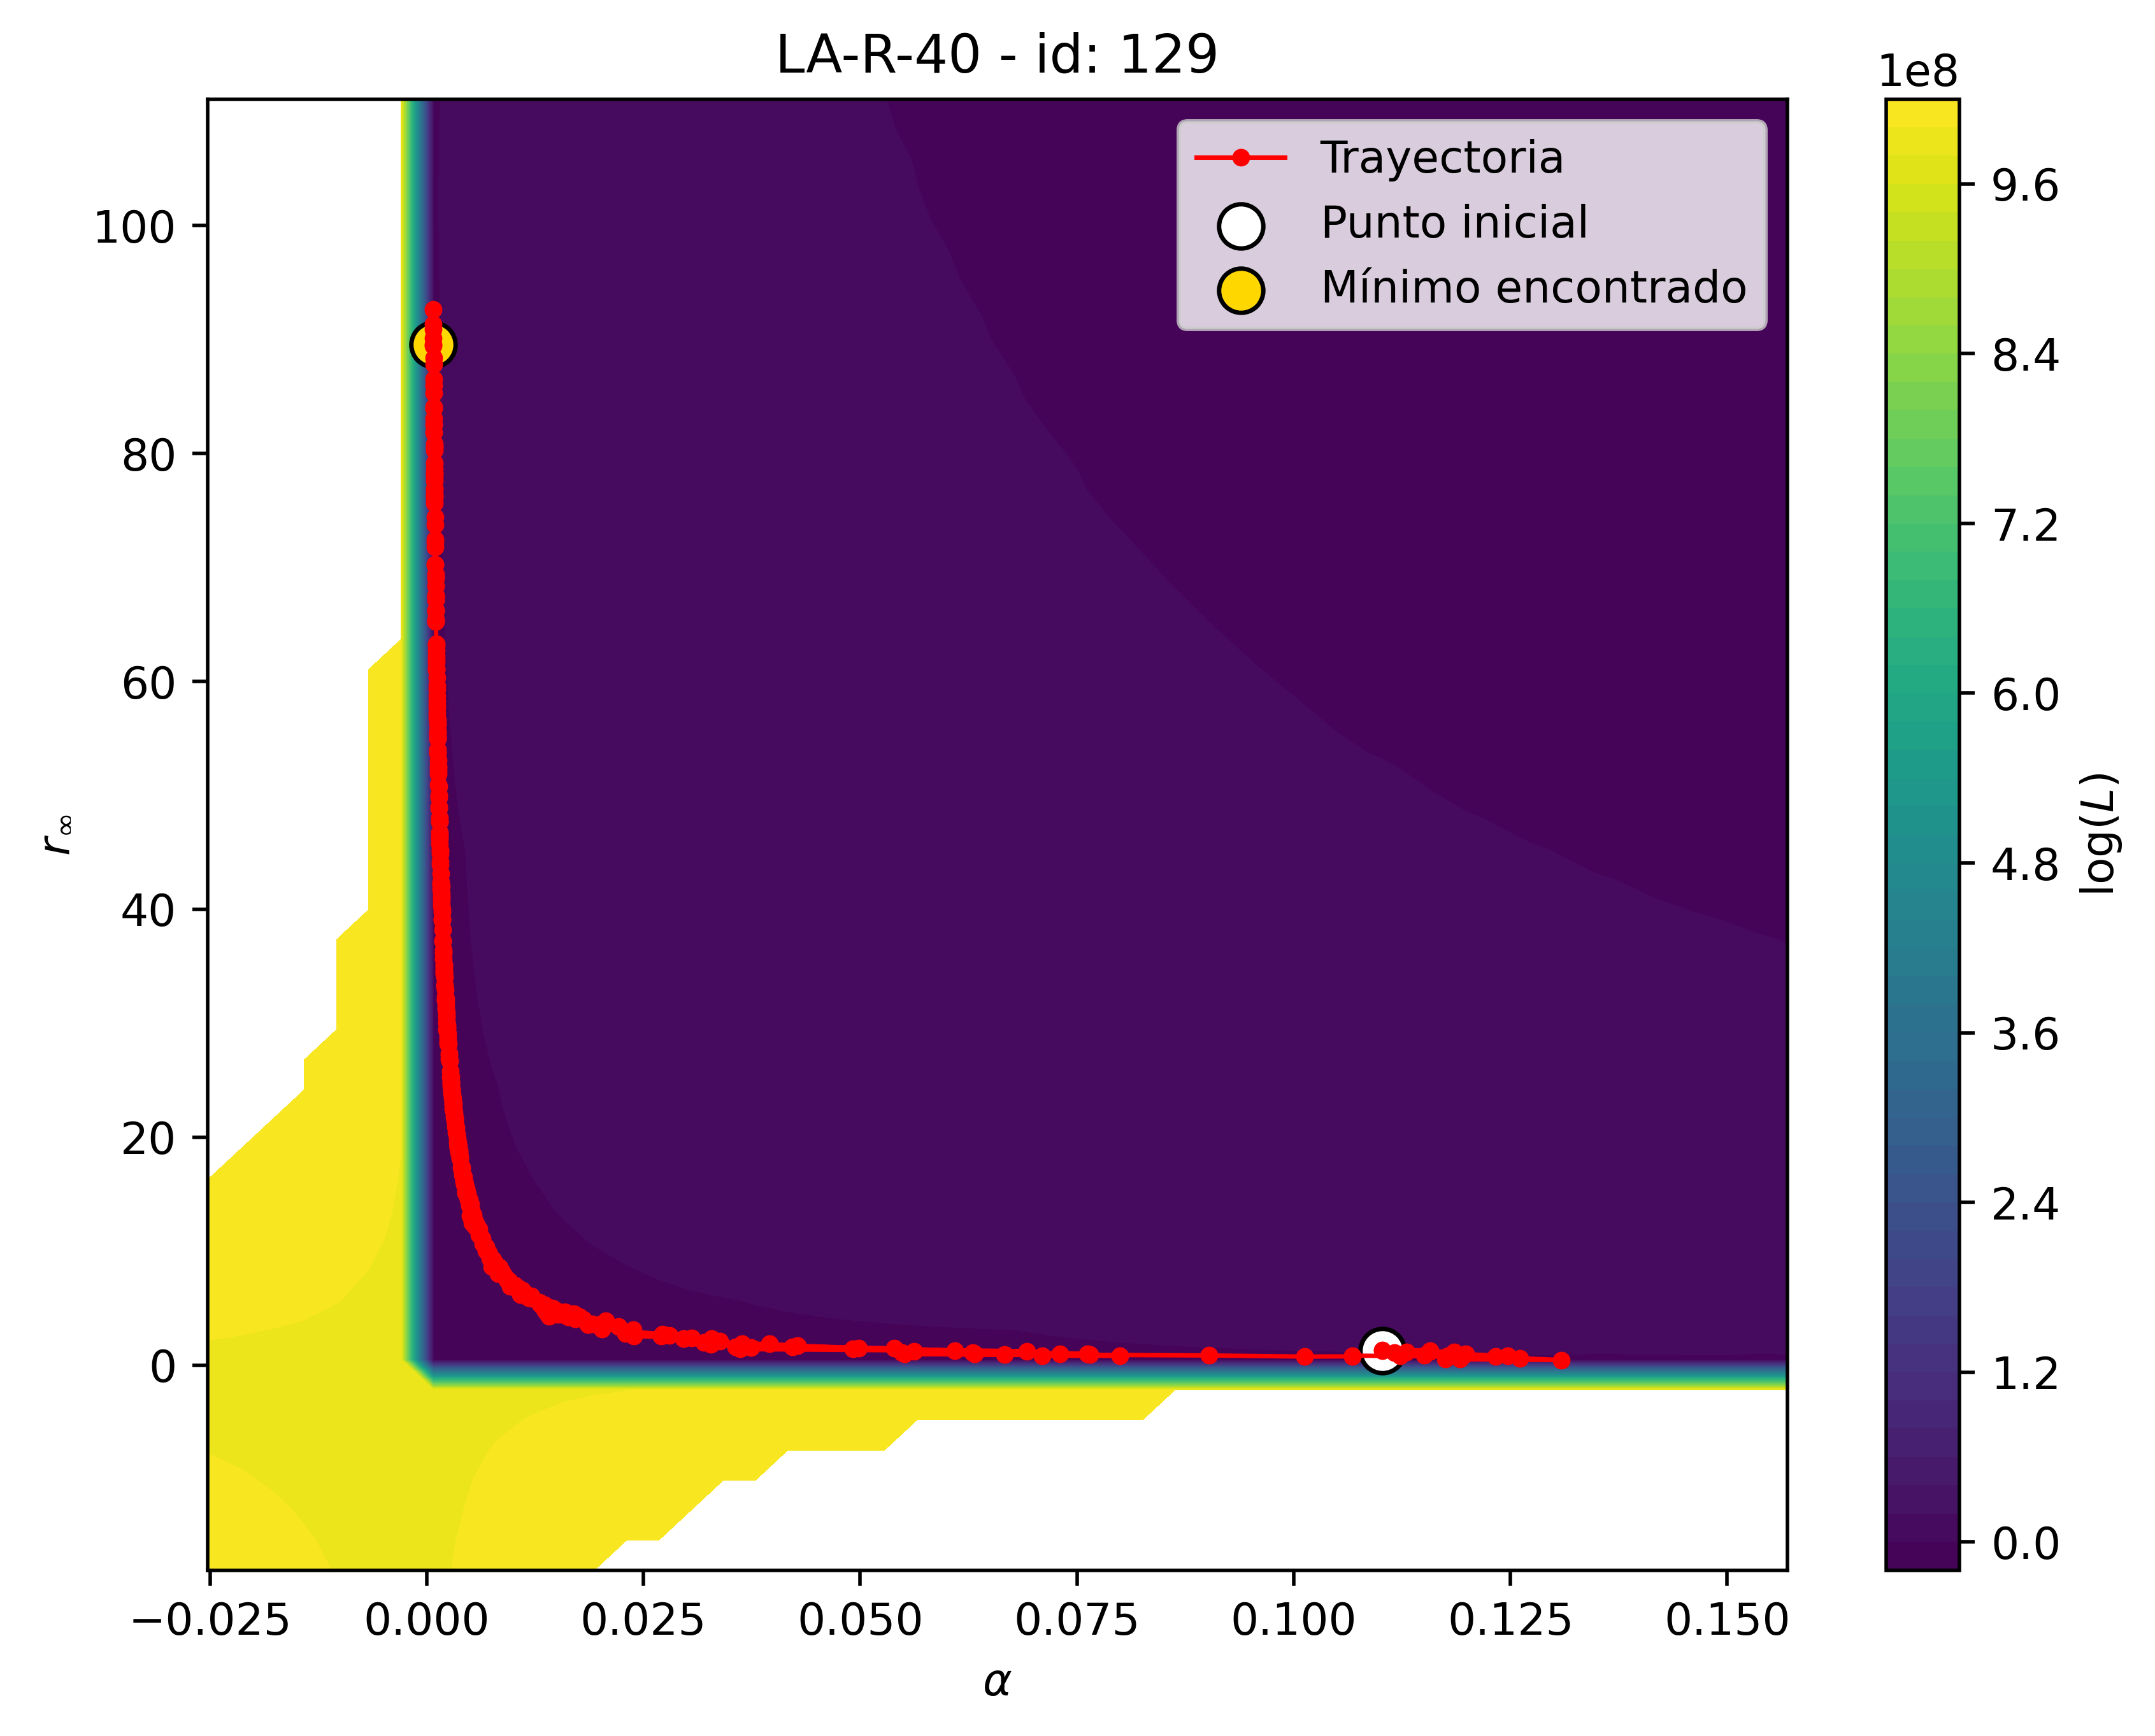 LA-R-40 - id: 129
1e8
Trayectoria
Punto inicial
Mínimo encontrado
100
80
60
40
20
0
r∞
−0.025
0.000
0.025
0.050
0.075
0.100
0.125
0.150
α
9.6
8.4
7.2
6.0
4.8
3.6
2.4
1.2
0.0
log(L)